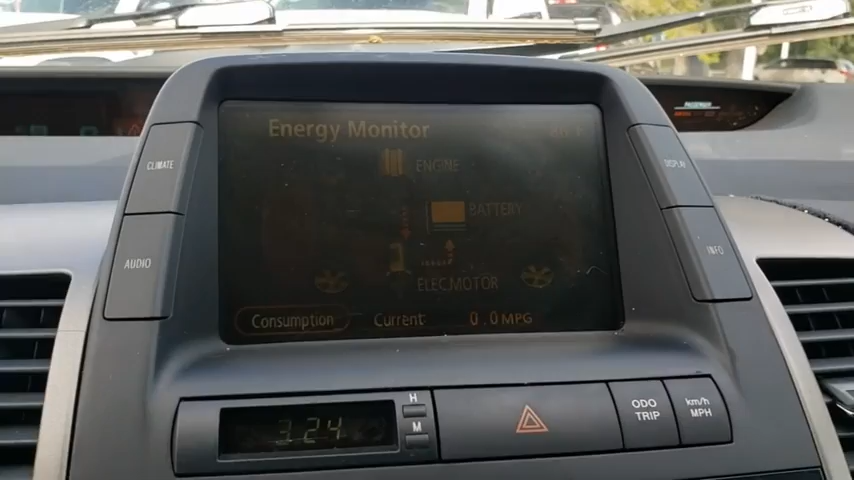 PASSENGER
Energy Monitor
CLIMATE
ENGINE
DISPLAY
BATTERY
AUDIO
INFO
ELEC.MOTOR
Consumption Current 0.0 MPG
3:24
H
M
ODO
TRIP
km/h
MPH